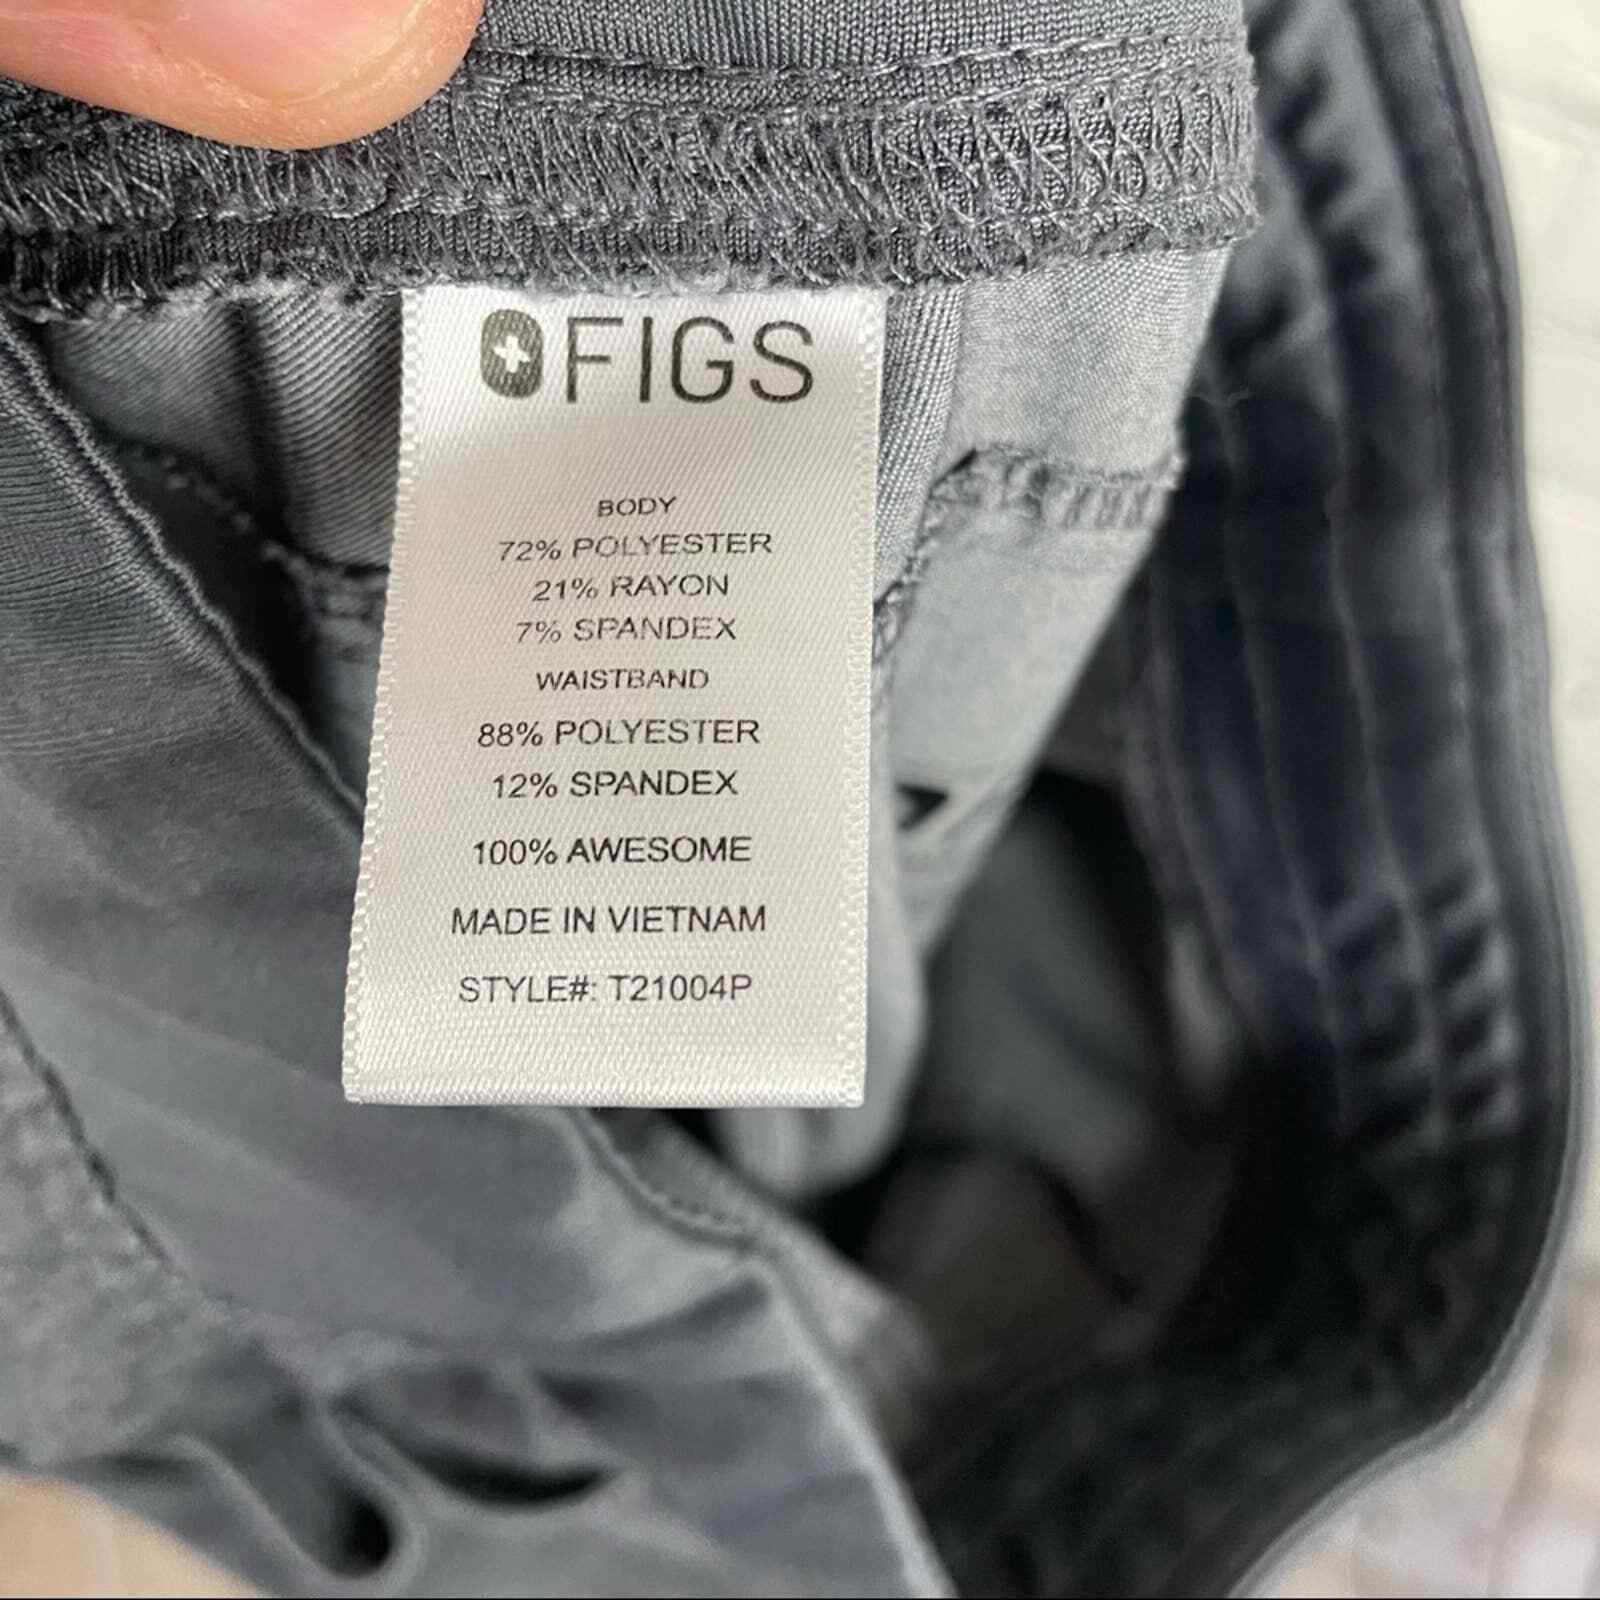 FIGS
BODY
72% POLYESTER
21% RAYON
7% SPANDEX
WAISTBAND
88% POLYESTER
12% SPANDEX
100% AWESOME
MADE IN VIETNAM
STYLE#: T21004P